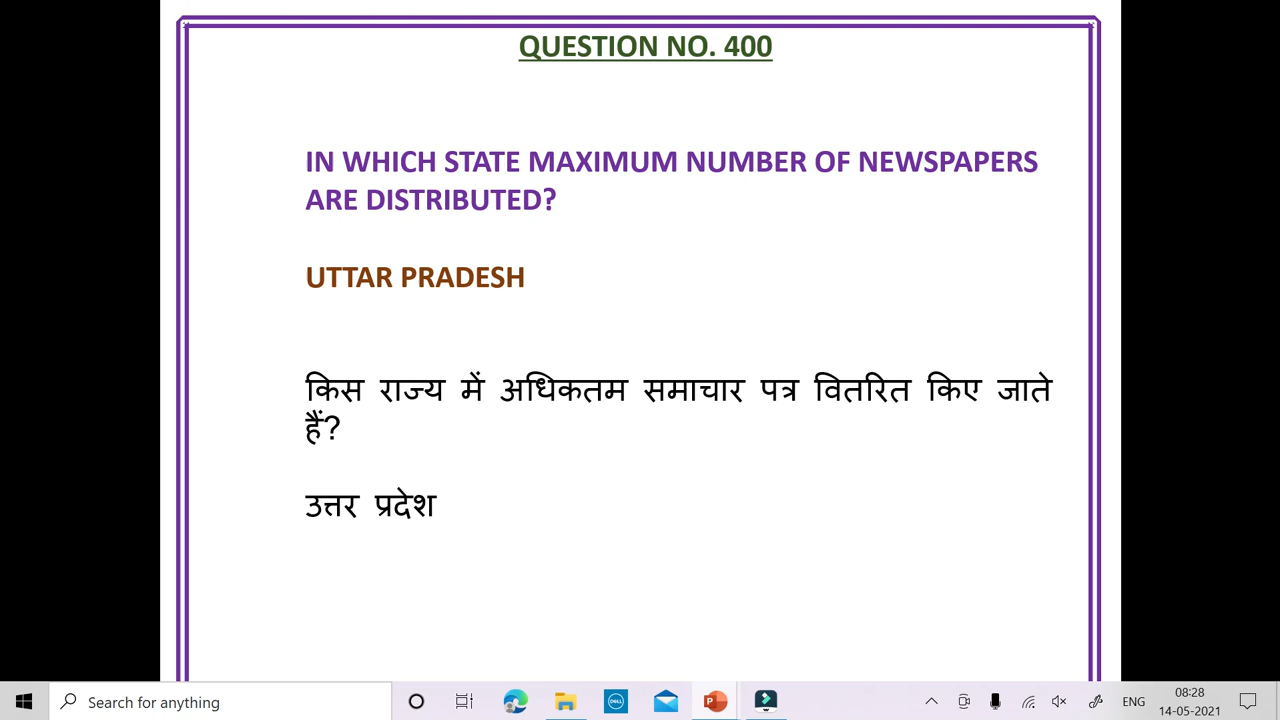 QUESTION NO. 400
IN WHICH STATE MAXIMUM NUMBER OF NEWSPAPERS
ARE DISTRIBUTED?
UTTAR PRADESH
किस राज्य में अधिकतम समाचार पत्र वितरित किए जाते
हैं?
उत्तर प्रदेश
Search for anything
DELL
P
ENG
08:28
14-05-2021